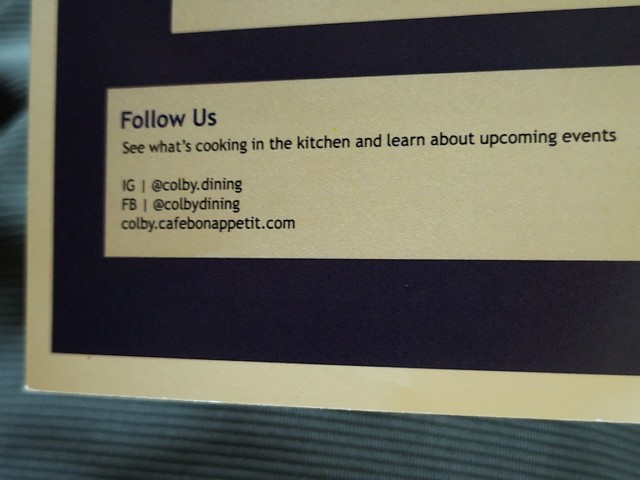 Follow Us
See what's cooking in the kitchen and learn about upcoming events
IG | @colby.dining
FB | @colbydining
colby.cafebonappetit.com